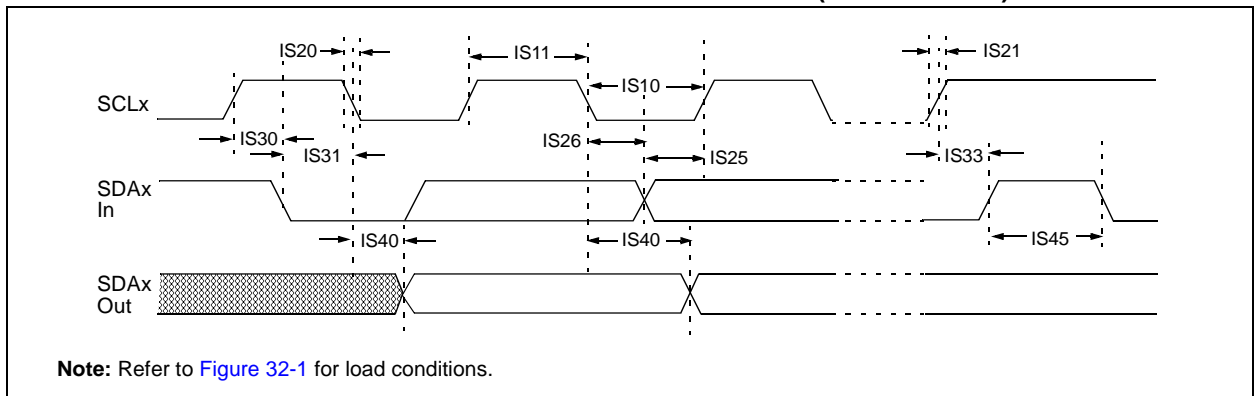 IS20
IS11
IS21
IS10
SCLx
IS30
IS31
IS26
IS25
IS33
SDAx
In
IS40
IS40
IS45
SDAx
Out
Note: Refer to Figure 32-1 for load conditions.